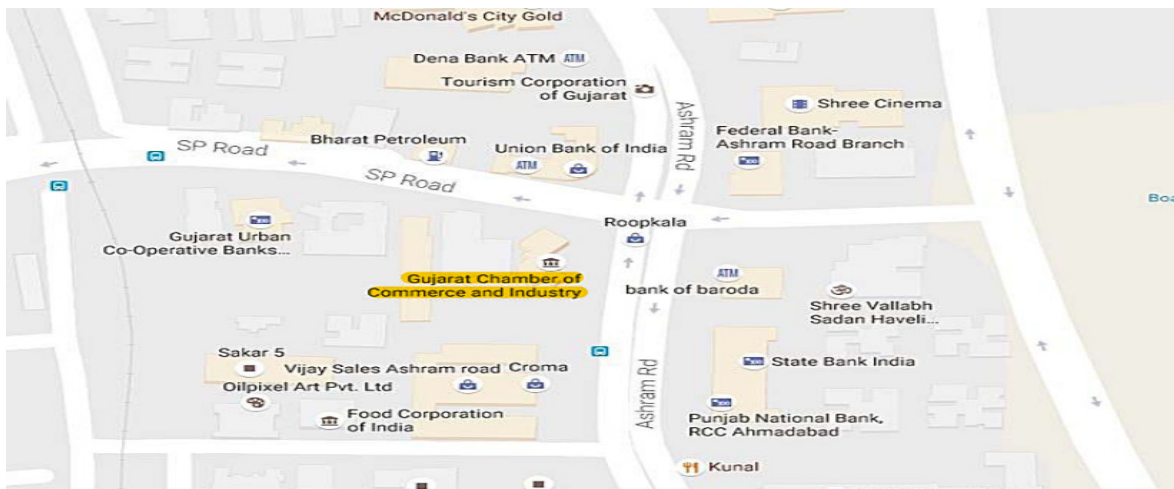 McDonald's City Gold
Dena Bank ATM
ATM
Tourism Corporation
of Gujarat
Ashram Rd
Shree Cinema
Federal Bank-
Ashram Road Branch
SP Road
Bharat Petroleum
Union Bank of India
ATM
SP Road
Roopkala
Boa
Gujarat Urban
Co-Operative Banks...
Gujarat Chamber of
Commerce and Industry
ATM
bank of baroda
Shree Vallabh
Sadan Haveli...
Sakar 5
Vijay Sales Ashram road
Croma
Oilpixel Art Pvt. Ltd
Food Corporation
of India
Ashram Rd
State Bank India
Punjab National Bank,
RCC Ahmadabad
Kunal